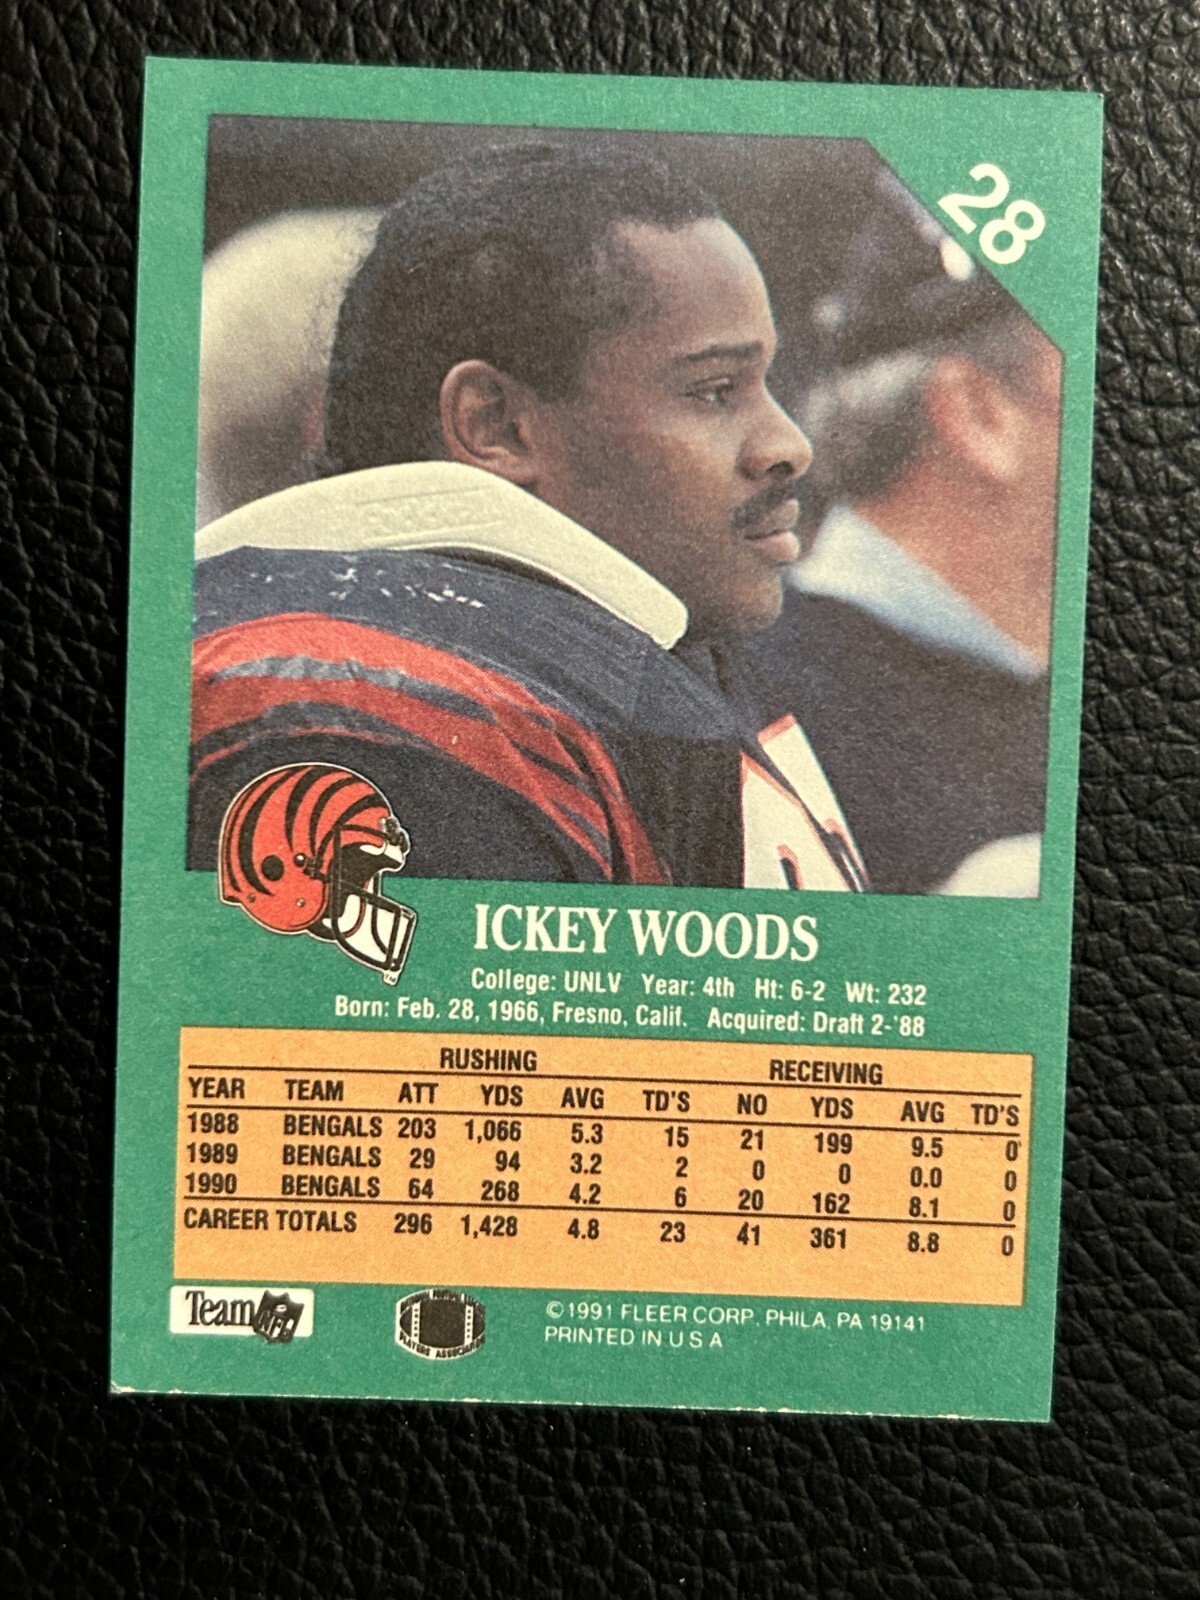 28
ICKEY WOODS
College: UNLV Year: 4th Ht: 6-2 Wt: 232
Born: Feb. 28, 1966, Fresno, Calif. Acquired: Draft 2-'88
RUSHING RECEIVING
YEAR TEAM ATT YDS AVG TD'S NO YDS AVG TD'S
1988 BENGALS 203 1,066 5.3 15 21 199 9.5 0
1989 BENGALS 29 94 3.2 2 0 0 0.0 0
1990 BENGALS 64 268 4.2 6 20 162 8.1 0
CAREER TOTALS 296 1,428 4.8 23 41 361 8.8 0
Team NFL
©1991 FLEER CORP. PHILA, PA 19141
PRINTED IN U S A